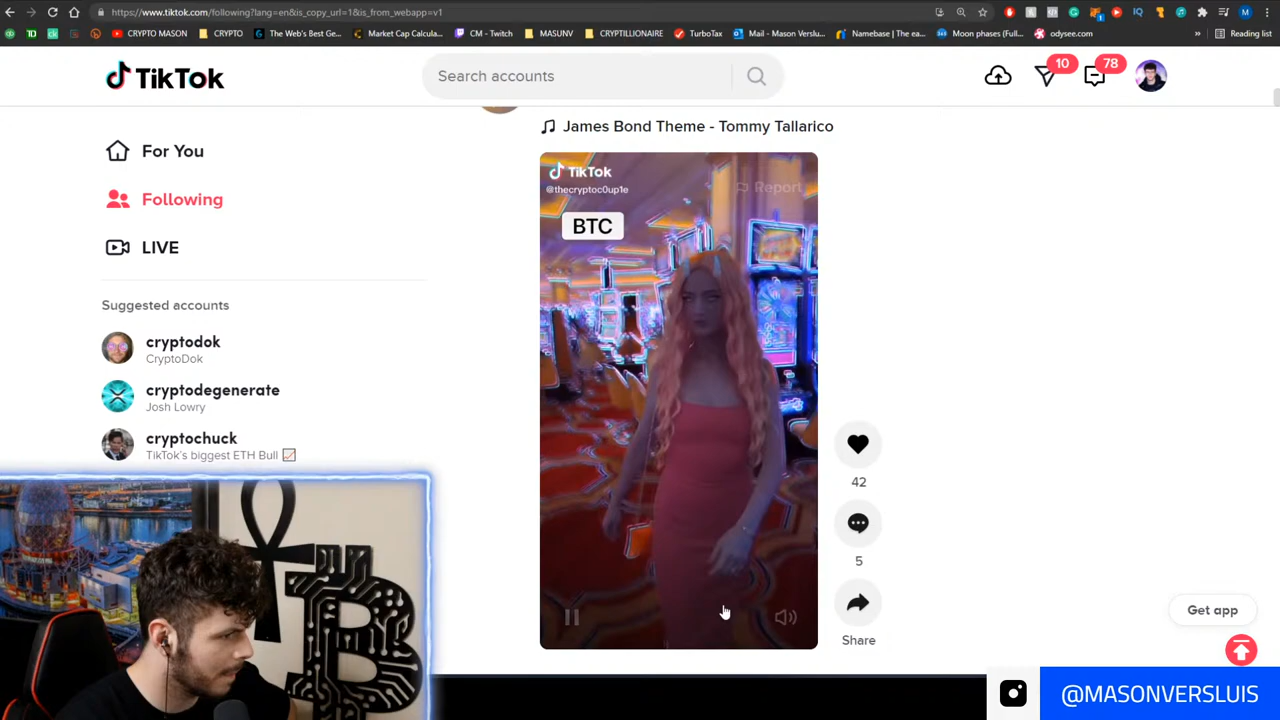 https://www.tiktok.com/following?lang=en&is_copy_url=1&is_from_webapp=v1
CRYPTO MASON
CRYPTO
The Web's Best Ge...
Market Cap Calcula...
CM - Twitch
MASUNV
CRYPTILLIONAIRE
TurboTax
Mail - Mason Verslu...
Namebase | The ea...
Moon phases (Full...
odysee.com
»
Reading list
TikTok
Search accounts
10
78
For You
Following
LIVE
Suggested accounts
cryptodok
CryptoDok
cryptodegenerate
Josh Lowry
cryptochuck
TikTok's biggest ETH Bull
James Bond Theme - Tommy Tallarico
TikTok
@thecryptoc0up1e
Report
BTC
42
5
Share
Get app
@MASONVERSLUIS